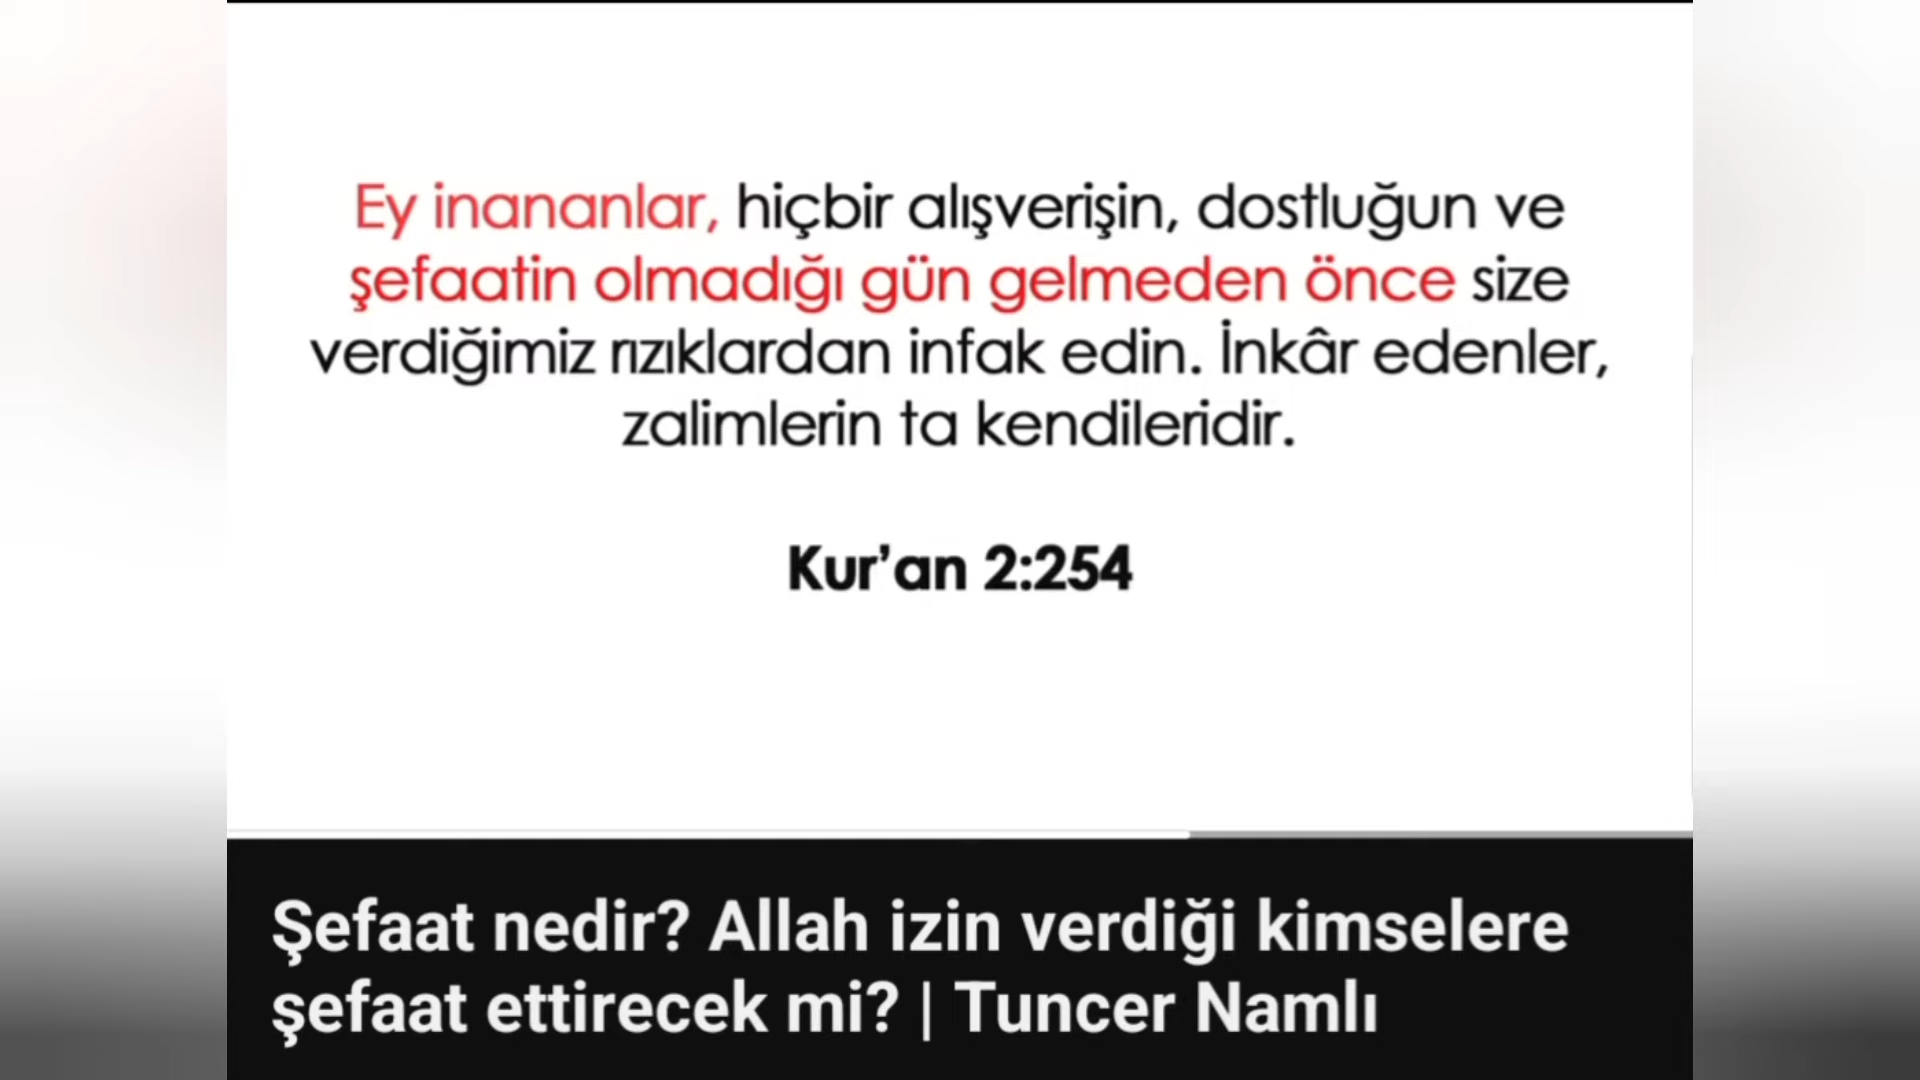 Ey inananlar, hiçbir alışverişin, dostluğun ve
şefaatin olmadığı gün gelmeden önce size
verdiğimiz rızıklardan infak edin. İnkâr edenler,
zalimlerin ta kendileridir.
Kur'an 2:254
Şefaat nedir? Allah izin verdiği kimselere
şefaat ettirecek mi? | Tuncer Namlı